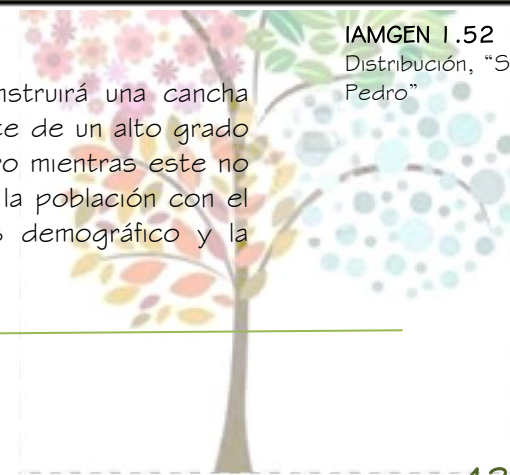 IAMGEN 1.52
Distribución, “S
Pedro”
nstruirá una cancha
te de un alto grado
ro mientras este no
la población con el
s demográfico y la